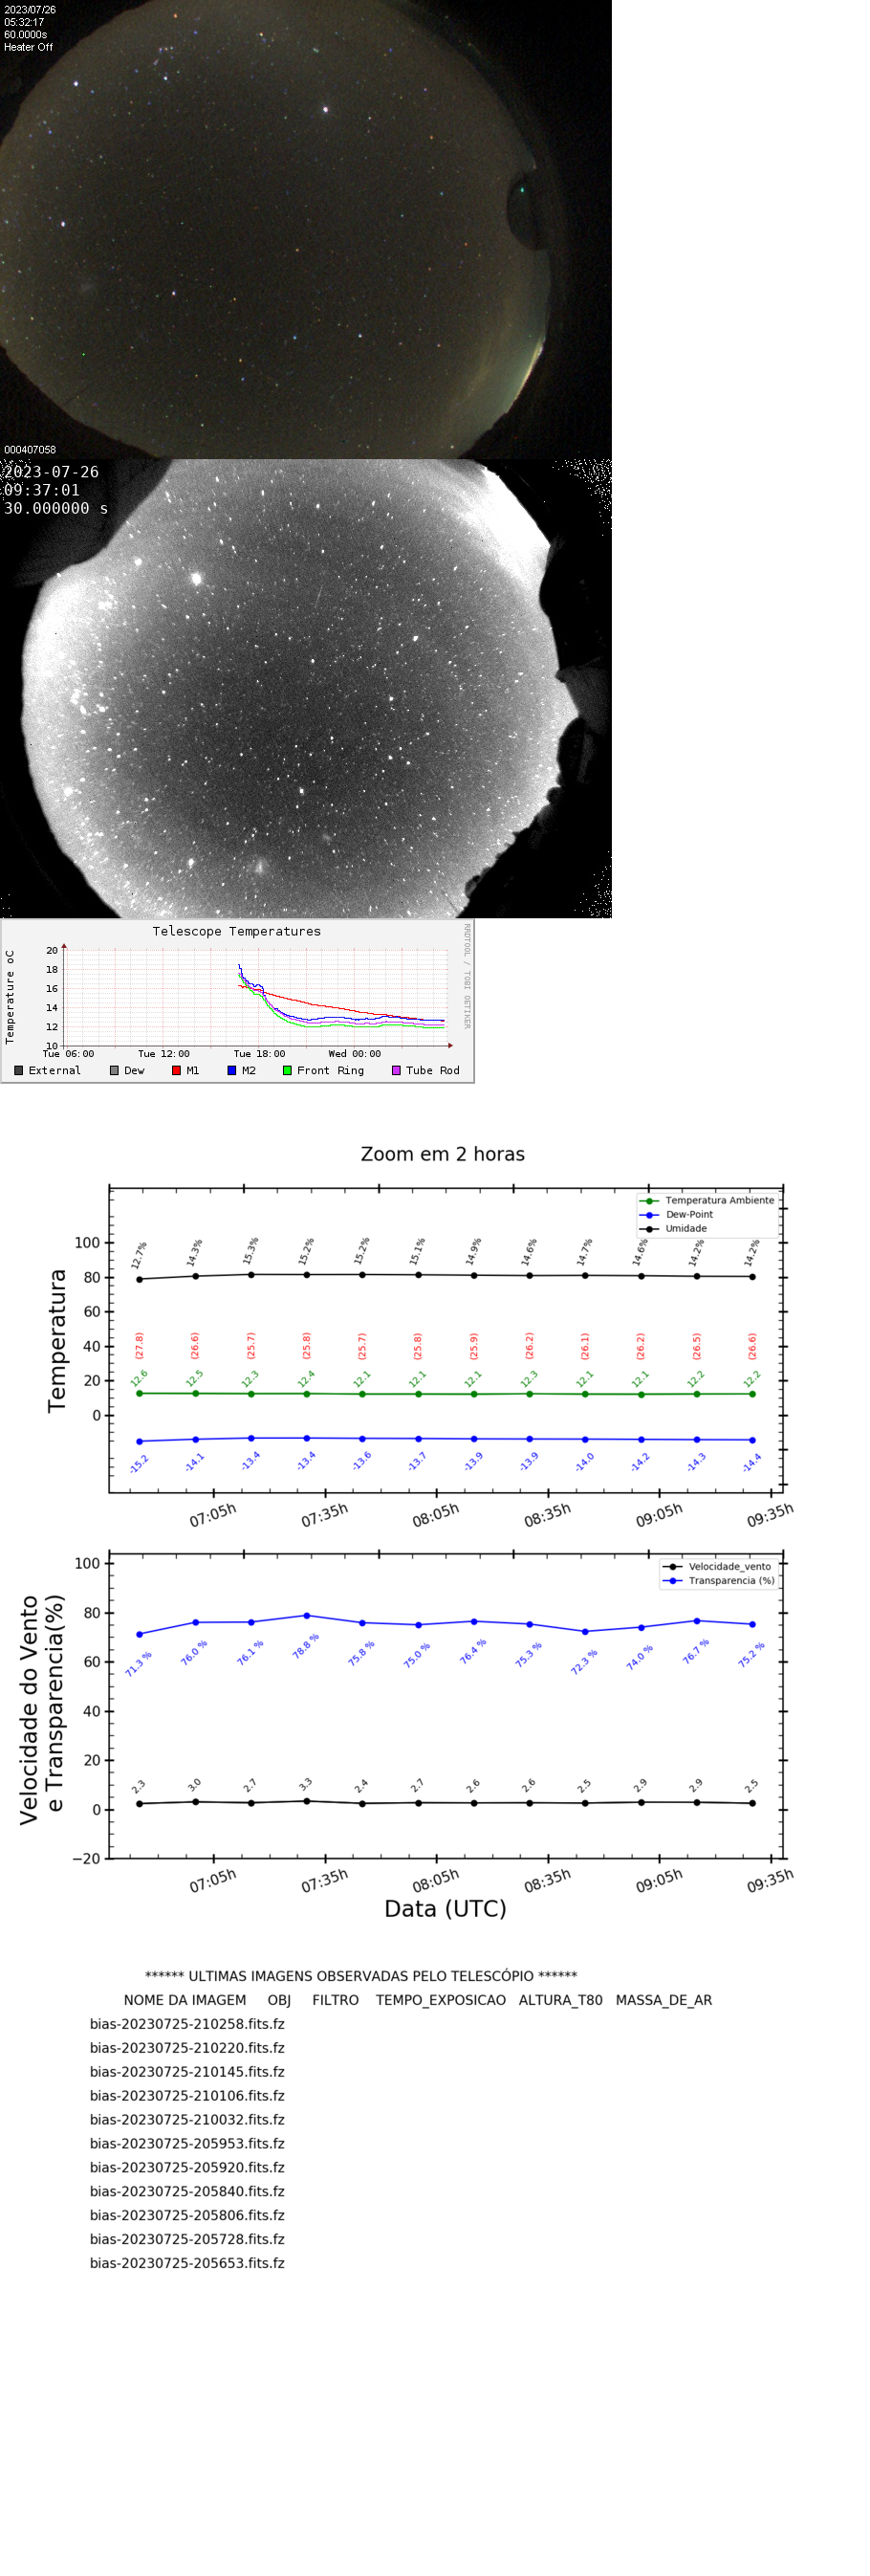 2023/07/26
05:32:17
60.0000s
Heater Off
000407058
2023-07-26
09:37:01
30.000000 s
Telescope Temperatures
RRDTOOL / TOBI OETIKER
Temperature oC
20
18
16
14
12
10
Tue 06:00 Tue 12:00 Tue 18:00 Wed 00:00
External Dew M1 M2 Front Ring Tube Rod
Zoom em 2 horas
Temperatura Ambiente
Dew-Point
Umidade
Temperatura
100
80
60
40
20
0
12.7% 14.3% 15.3% 15.2% 15.2% 15.1% 14.9% 14.6% 14.7% 14.6% 14.2% 14.2%
(27.8) (26.6) (25.7) (25.8) (25.7) (25.8) (25.9) (26.2) (26.1) (26.2) (26.5) (26.6)
12.6 12.5 12.3 12.4 12.1 12.1 12.1 12.3 12.1 12.1 12.2 12.2
-15.2 -14.1 -13.4 -13.4 -13.6 -13.7 -13.9 -13.9 -14.0 -14.2 -14.3 -14.4
07:05h 07:35h 08:05h 08:35h 09:05h 09:35h
Velocidade_vento
Transparencia (%)
Velocidade do Vento
e Transparencia(%)
100
80
60
40
20
0
−20
71.3 % 76.0 % 76.1 % 78.8 % 75.8 % 75.0 % 76.4 % 75.3 % 72.3 % 74.0 % 76.7 % 75.2 %
2.3 3.0 2.7 3.3 2.4 2.7 2.6 2.6 2.5 2.9 2.9 2.5
07:05h 07:35h 08:05h 08:35h 09:05h 09:35h
Data (UTC)
****** ULTIMAS IMAGENS OBSERVADAS PELO TELESCÓPIO ******
NOME DA IMAGEM OBJ FILTRO TEMPO_EXPOSICAO ALTURA_T80 MASSA_DE_AR
bias-20230725-210258.fits.fz
bias-20230725-210220.fits.fz
bias-20230725-210145.fits.fz
bias-20230725-210106.fits.fz
bias-20230725-210032.fits.fz
bias-20230725-205953.fits.fz
bias-20230725-205920.fits.fz
bias-20230725-205840.fits.fz
bias-20230725-205806.fits.fz
bias-20230725-205728.fits.fz
bias-20230725-205653.fits.fz